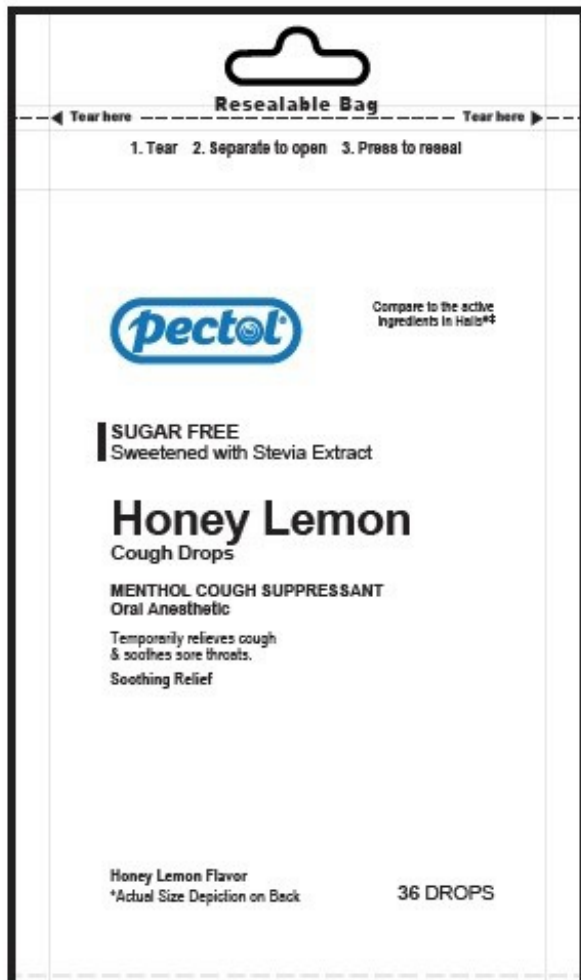 Resealable Bag
Tear here Tear here
1. Tear 2. Separate to open 3. Press to reseal
pectol®
Compare to the active
ingredients in Halls*‡
SUGAR FREE
Sweetened with Stevia Extract
Honey Lemon
Cough Drops
MENTHOL COUGH SUPPRESSANT
Oral Anesthetic
Temporarily relieves cough
& soothes sore throats.
Soothing Relief
Honey Lemon Flavor
*Actual Size Depiction on Back
36 DROPS